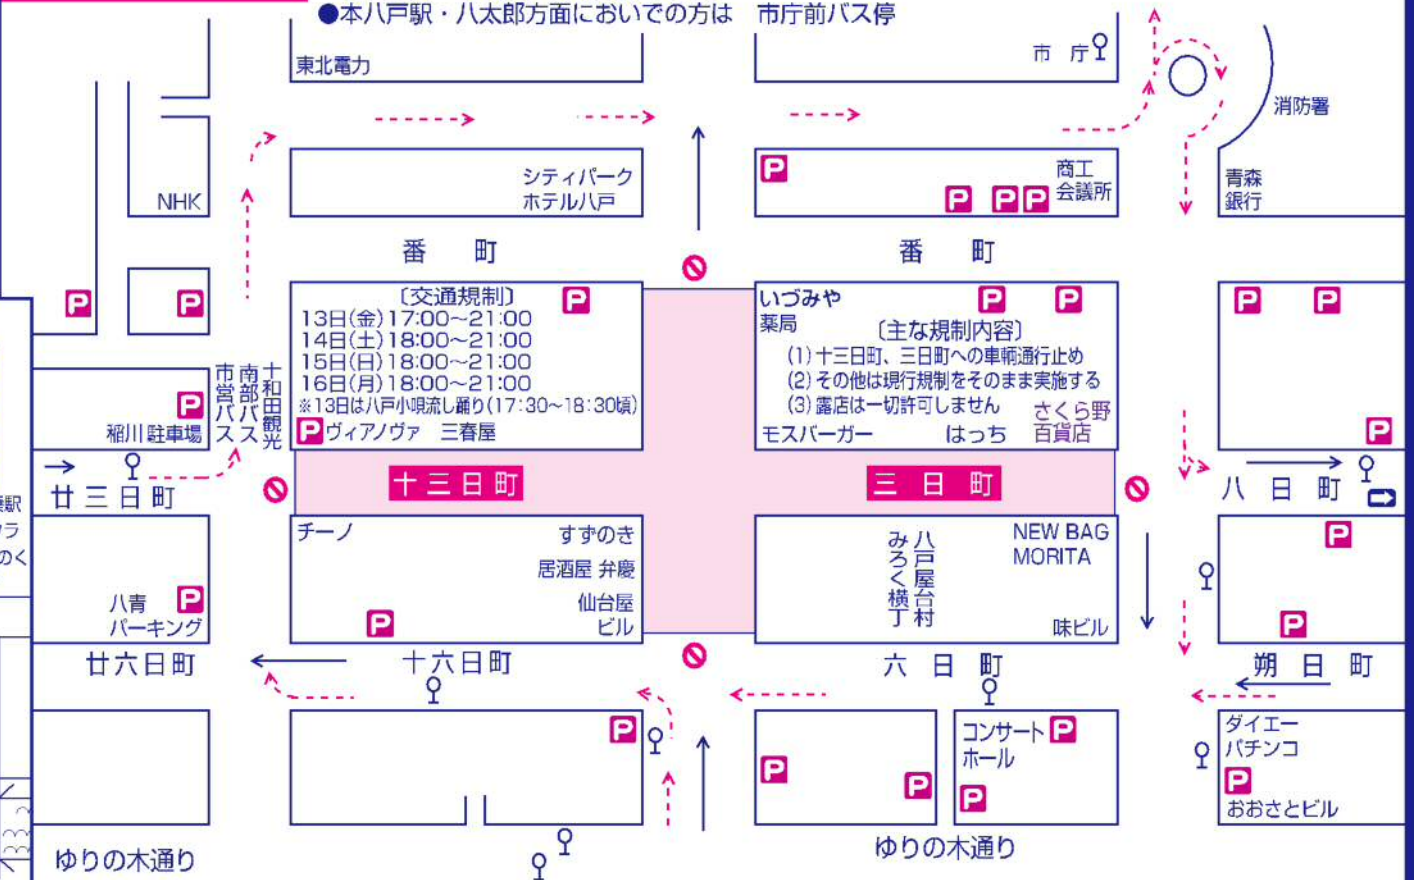 ●本八戸駅・八太郎方面においでの方は 市庁前バス停
東北電力
市 庁
消防署
NHK
シティパーク
ホテル八戸
P
商工
会議所
P
P
P
青森
銀行
番 町
番 町
P
P
〔交通規制〕
P
13日(金)17:00〜21:00
14日(土)18:00〜21:00
15日(日)18:00〜21:00
16日(月)18:00〜21:00
※13日は八戸小唄流し踊り(17:30〜18:30頃)
P
ヴィアノヴァ 三春屋
いづみや
薬局
P
P
〔主な規制内容〕
(1)十三日町、三日町への車輌通行止め
(2)その他は現行規制をそのまま実施する
(3)露店は一切許可しません
さくら野
百貨店
モスバーガー
はっち
P
P
P
P
稲川駐車場
十和田観光
南部バス
市営バス
廿三日町
十三日町
三日町
八日町
駅
ラ
のく
八青
パーキング
P
チーノ
すずのき
居酒屋 弁慶
仙台屋
ビル
P
八戸屋台村
みろく横丁
NEW BAG
MORITA
味ビル
P
P
廿六日町
十六日町
六日町
朔日町
P
P
P
コンサート
ホール
P
P
ダイエー
パチンコ
P
おおさとビル
ゆりの木通り
ゆりの木通り